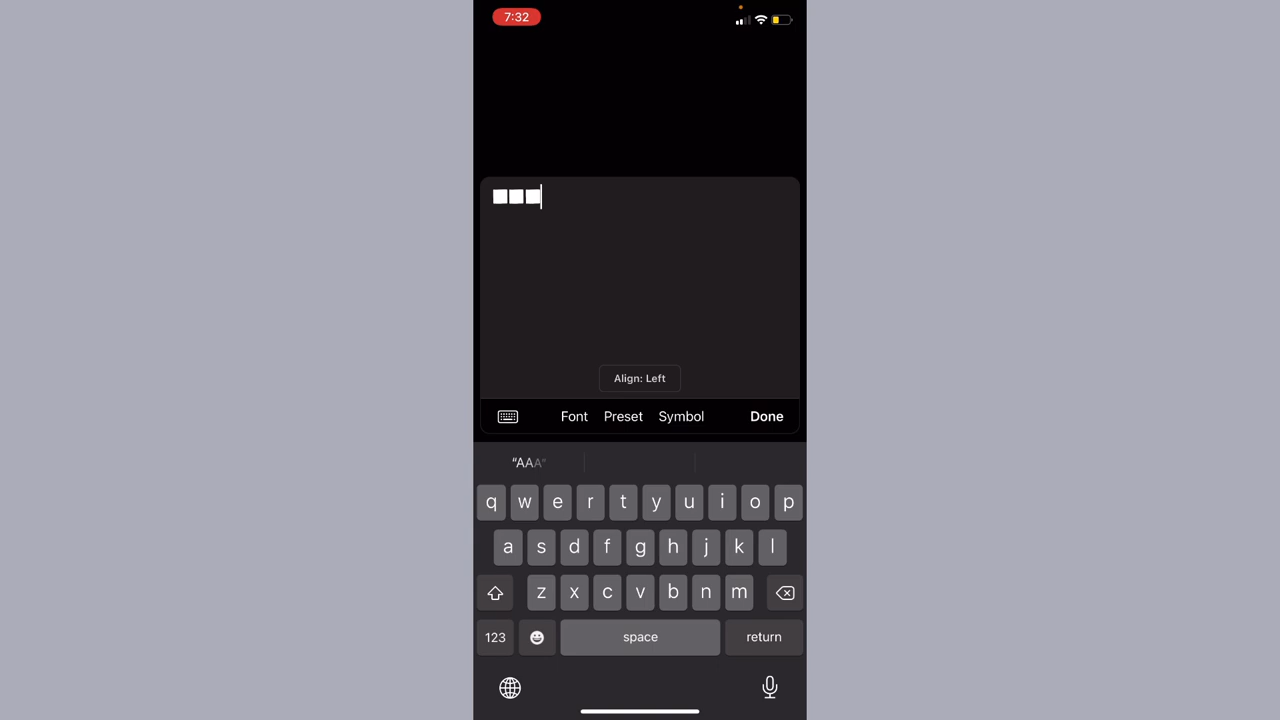 7:32
■■■
Align: Left
Font Preset Symbol Done
“AAA”
q w e r t y u i o p
a s d f g h j k l
z x c v b n m
123 space return